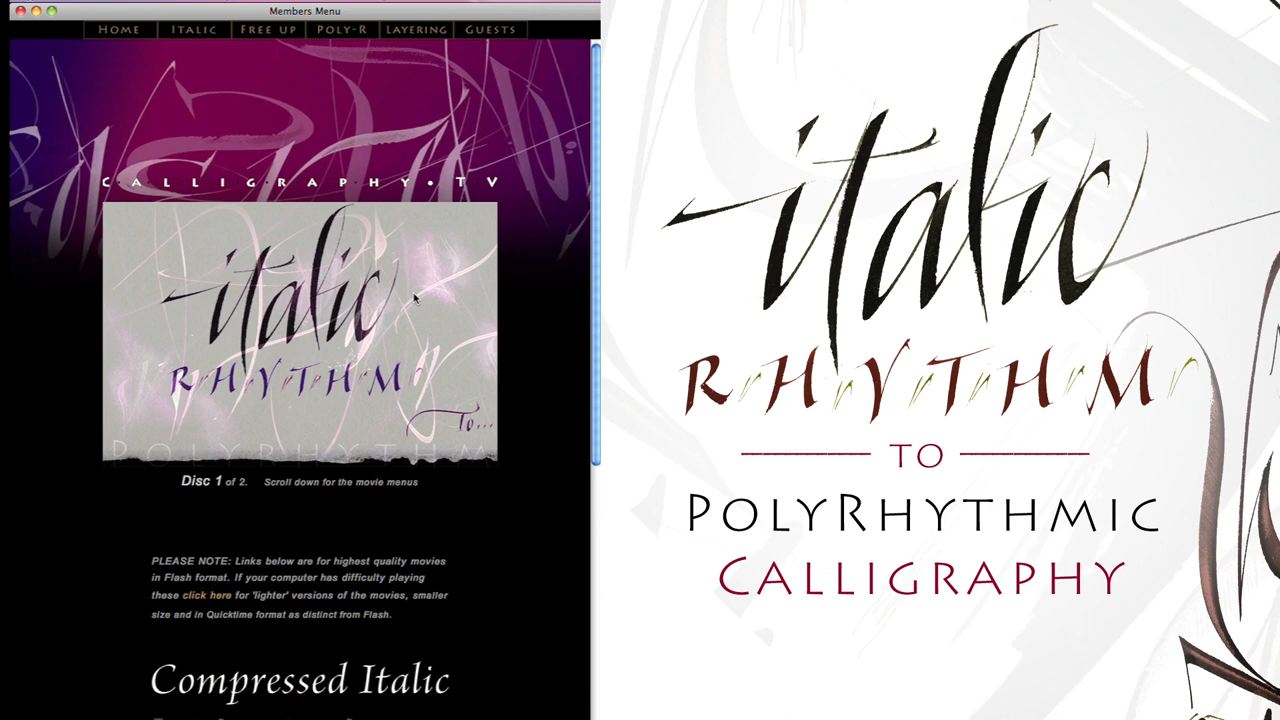 Members Menu
HOME ITALIC FREE UP POLY-R LAYERING GUESTS
CALLIGRAPHY•TV
italic
RHYTHM
TO...
POLYRHYTHM
Disc 1 of 2. Scroll down for the movie menus
PLEASE NOTE: Links below are for highest quality movies
in Flash format. If your computer has difficulty playing
these click here for 'lighter' versions of the movies, smaller
size and in Quicktime format as distinct from Flash.
Compressed Italic
italic
RHYTHM
TO
POLYRHYTHMIC
CALLIGRAPHY